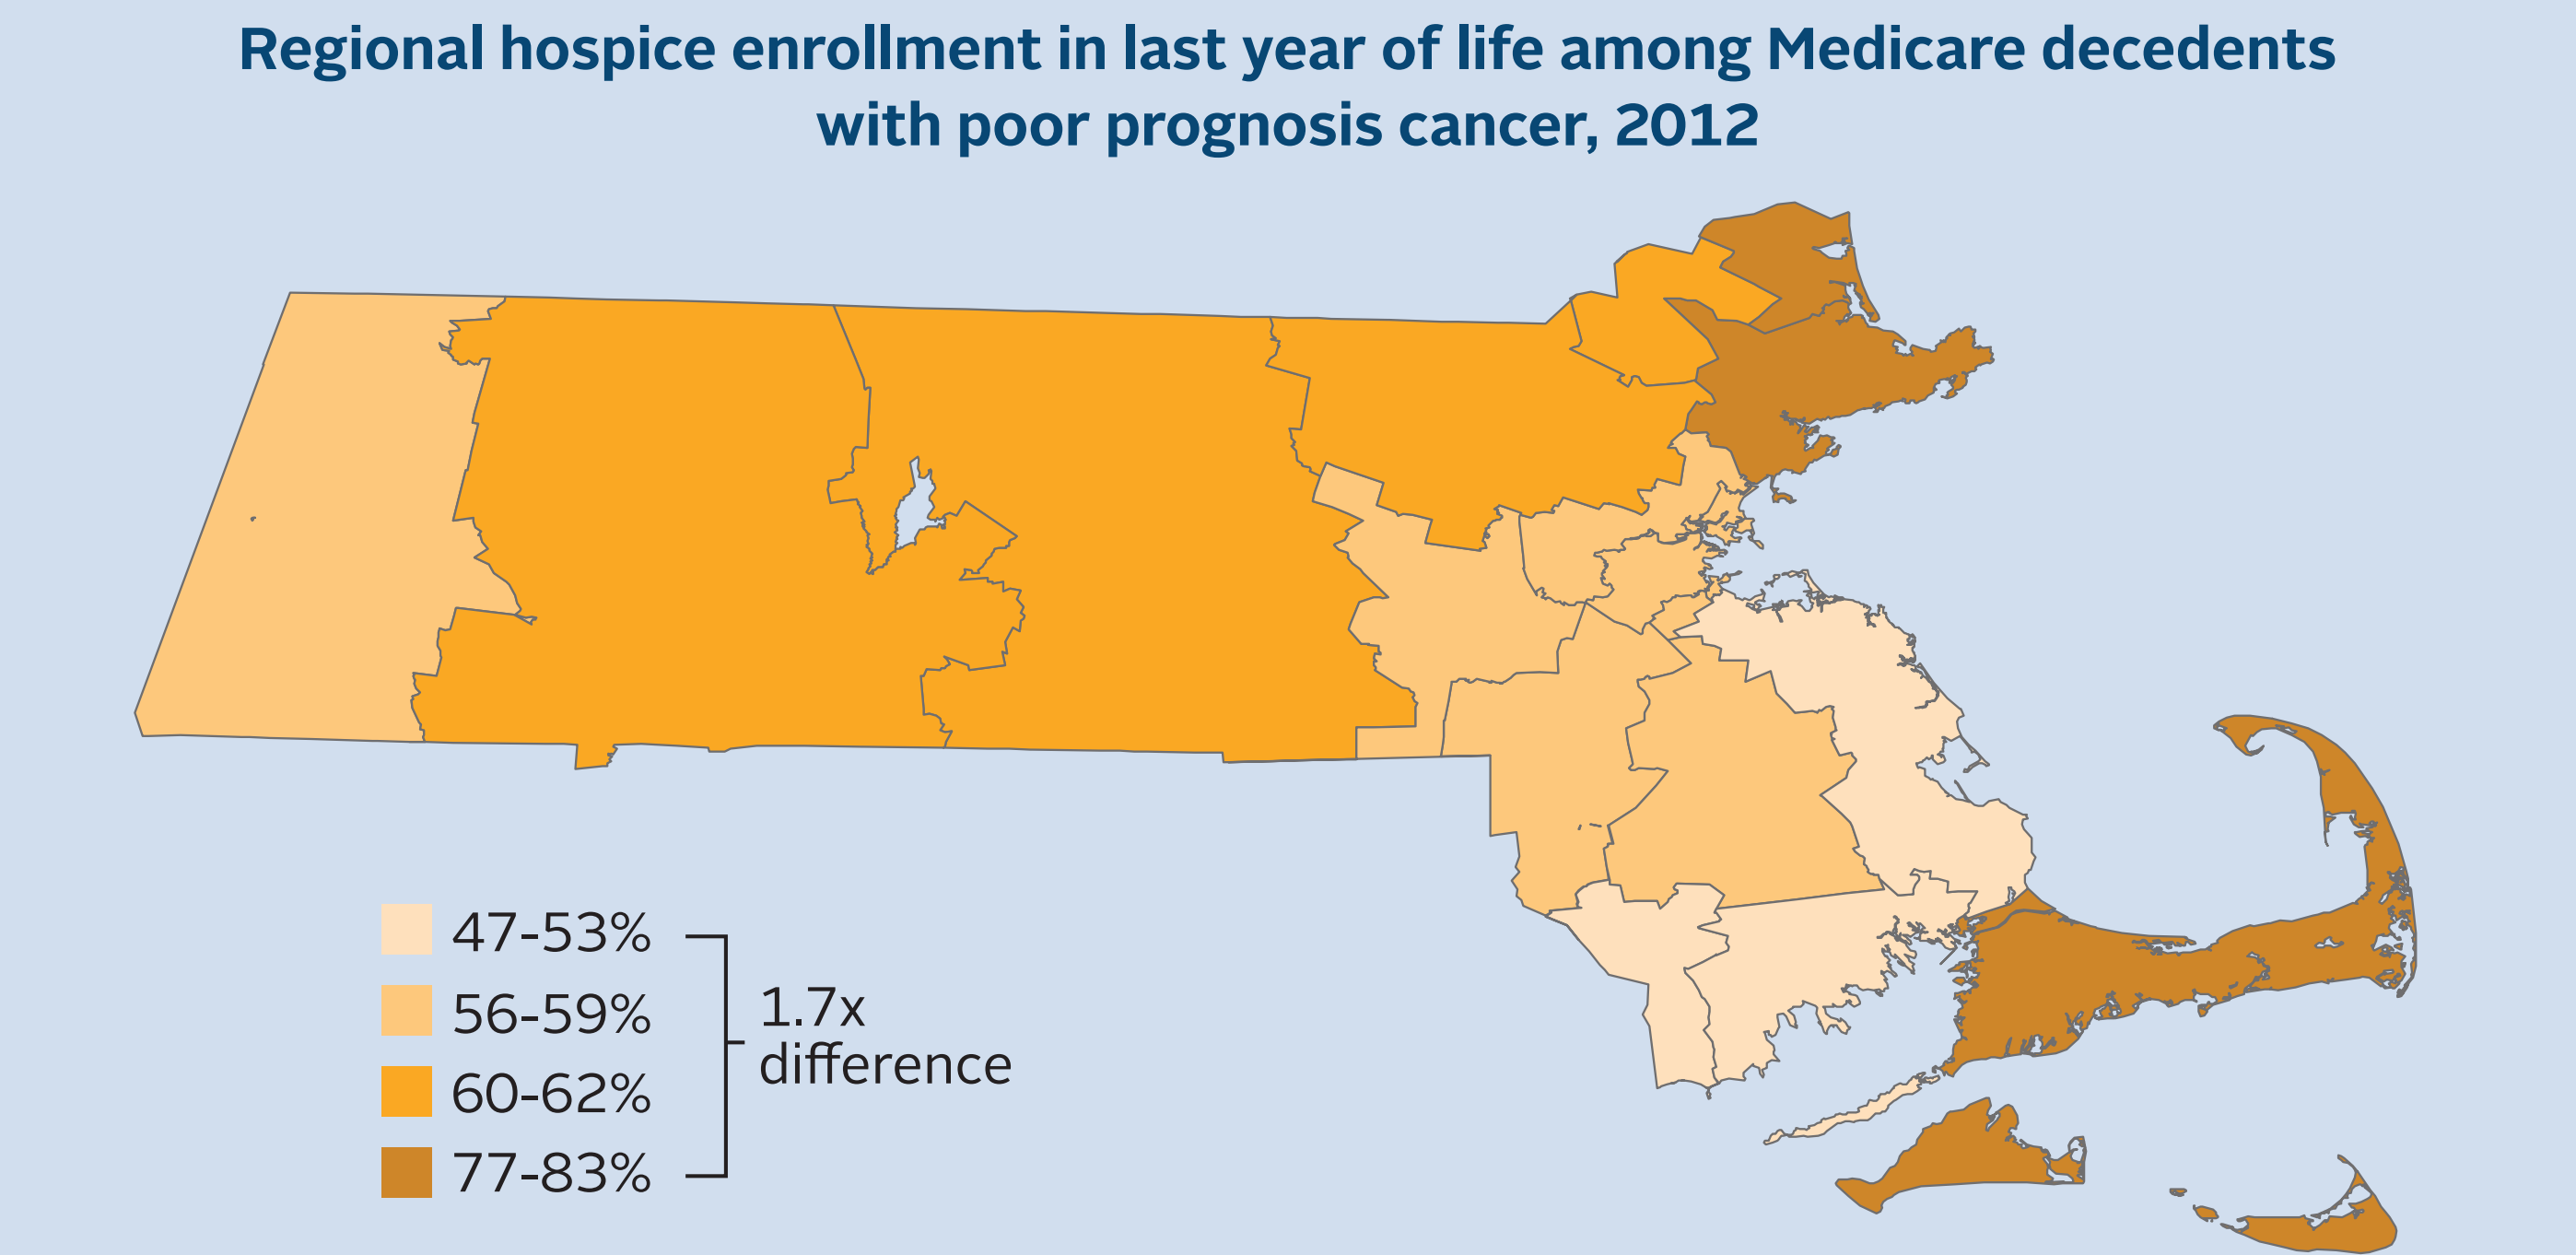 Regional hospice enrollment in last year of life among Medicare decedents
with poor prognosis cancer, 2012
47-53%
56-59%
60-62%
77-83%
1.7x
difference